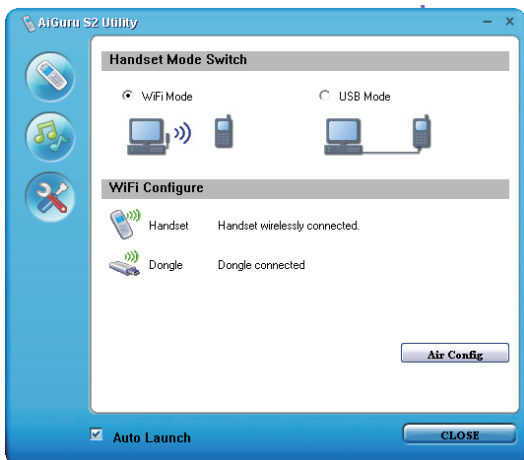 AiGuru S2 Utility
Handset Mode Switch
WiFi Mode USB Mode
WiFi Configure
Handset Handset wirelessly connected.
Dongle Dongle connected
Air Config
Auto Launch CLOSE